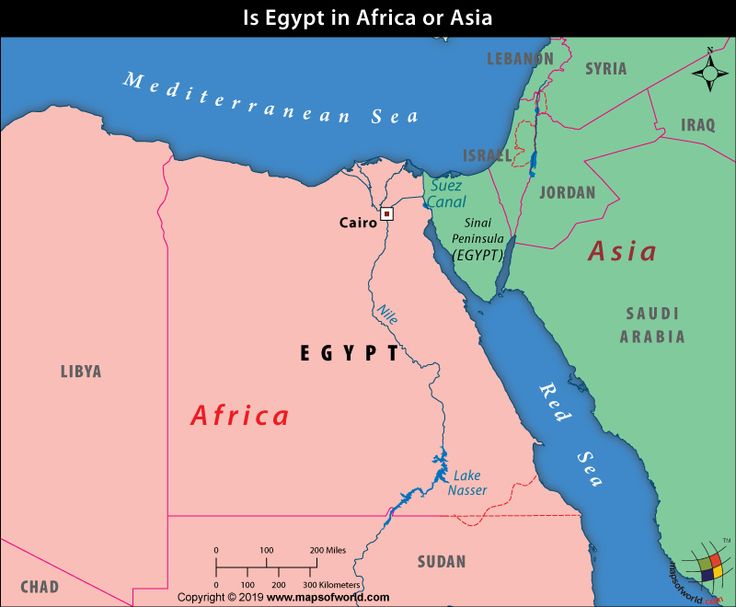 Is Egypt in Africa or Asia
Mediterranean Sea
LEBANON
SYRIA
N
IRAQ
ISRAEL
JORDAN
Suez
Canal
Cairo
Sinai
Peninsula
(EGYPT)
Asia
SAUDI
ARABIA
Nile
EGYPT
LIBYA
Africa
Red Sea
Lake
Nasser
0 100 200 Miles
0 100 200 300 Kilometers
SUDAN
CHAD
Copyright © 2019 www.mapsofworld.com
mapsofworld
.com
TM